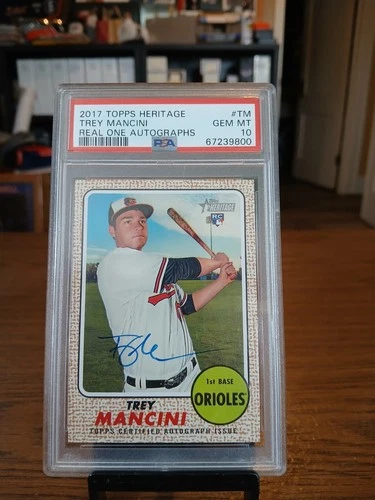 2017 TOPPS HERITAGE #TM
TREY MANCINI GEM MT
REAL ONE AUTOGRAPHS 10
PSA 67239800
Topps
HERITAGE
RC
1st BASE
ORIOLES
TREY
MANCINI
TOPPS CERTIFIED AUTOGRAPH ISSUE